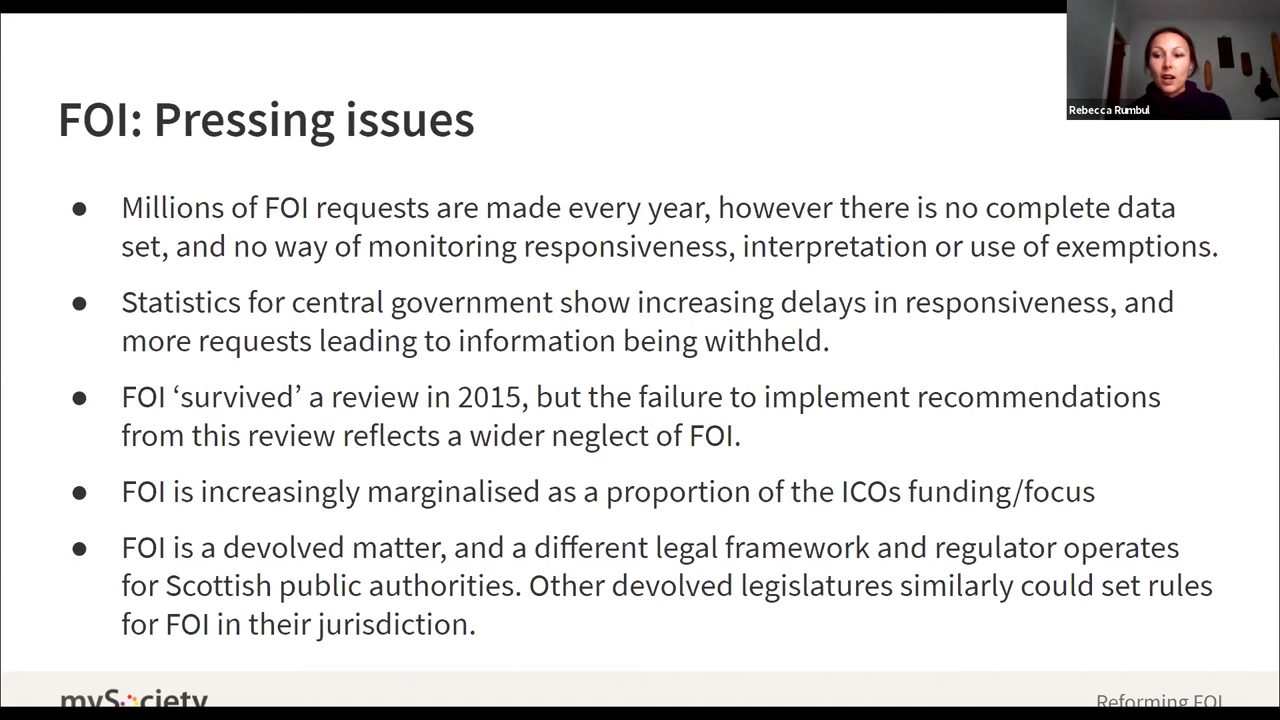 Rebecca Rumbul
FOI: Pressing issues
● Millions of FOI requests are made every year, however there is no complete data
set, and no way of monitoring responsiveness, interpretation or use of exemptions.
● Statistics for central government show increasing delays in responsiveness, and
more requests leading to information being withheld.
● FOI ‘survived’ a review in 2015, but the failure to implement recommendations
from this review reflects a wider neglect of FOI.
● FOI is increasingly marginalised as a proportion of the ICOs funding/focus
● FOI is a devolved matter, and a different legal framework and regulator operates
for Scottish public authorities. Other devolved legislatures similarly could set rules
for FOI in their jurisdiction.
mySociety
Reforming FOI